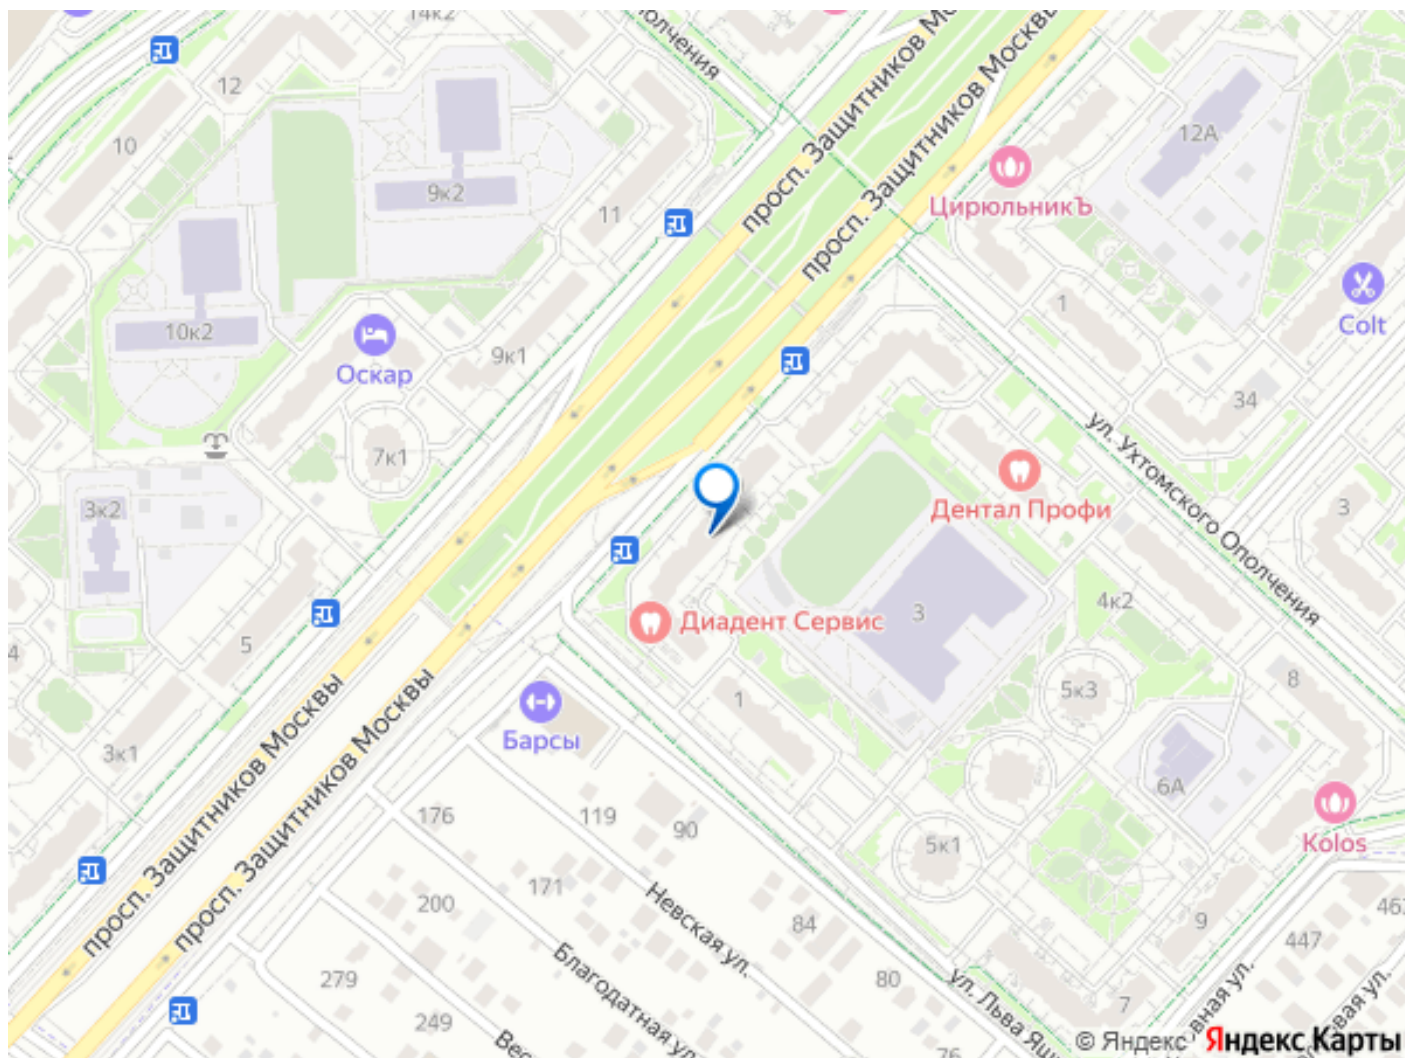 14к2
ополчения
просп. Защитников Мо
просп. Защитников Москвы
12
10
12А
9к2
11
ЦирюльникЪ
10к2
1
Colt
Оскар
9к1
34
ул. Ухтомского Ополчения
7к1
Дентал Профи
3к2
3
3
4к2
Диадент Сервис
5
4
8
5к3
1
просп. Защитников Москвы
просп. Защитников Москвы
Барсы
3к1
6А
176
119
90
Kolos
5к1
171
Невская ул.
200
84
9
46
447
Благодатная ул.
279
80
ул. Льва Яш
7
вная ул.
вая ул.
249
Вес
76
© Яндекс Яндекс Карты